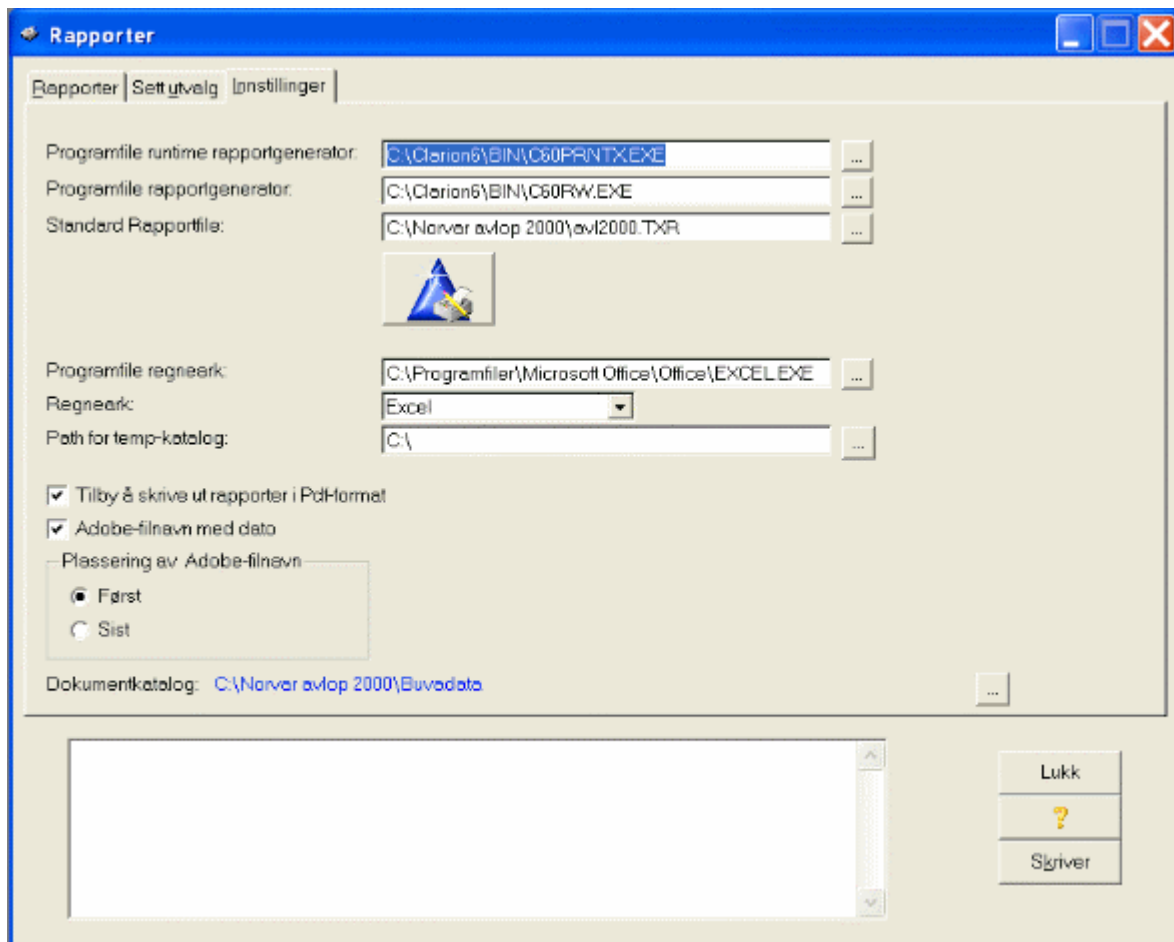 Rapporter
Rapporter Sett utvalg Innstillinger
Programfile runtime rapportgenerator: C:\Clarion6\BIN\C60PRNTX.EXE ...
Programfile rapportgenerator: C:\Clarion6\BIN\C60RW.EXE ...
Standard Rapportfile: C:\Norvar avlop 2000\avl2000.TXR ...
Programfile regneark: C:\Programfiler\Microsoft Office\Office\EXCEL.EXE ...
Regneark: Excel
Path for temp-katalog: C:\ ...
Tilby å skrive ut rapporter i Pdf-format
Adobe-filnavn med dato
Plassering av Adobe-filnavn
Først
Sist
Dokumentkatalog: C:\Norvar avlop 2000\Buvadata ...
Lukk
?
Skriver